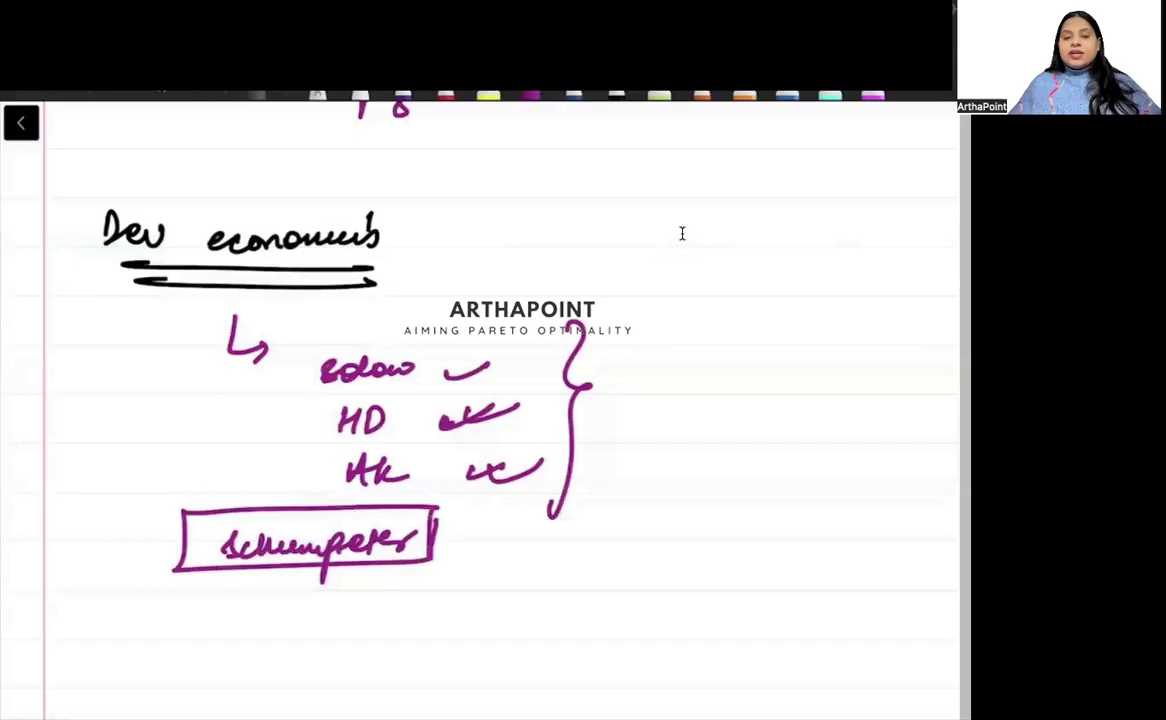 ArthaPoint
Dev economics
ARTHAPOINT
AIMING PARETO OPTIMALITY
Solow
HD
AK
Schumpeter